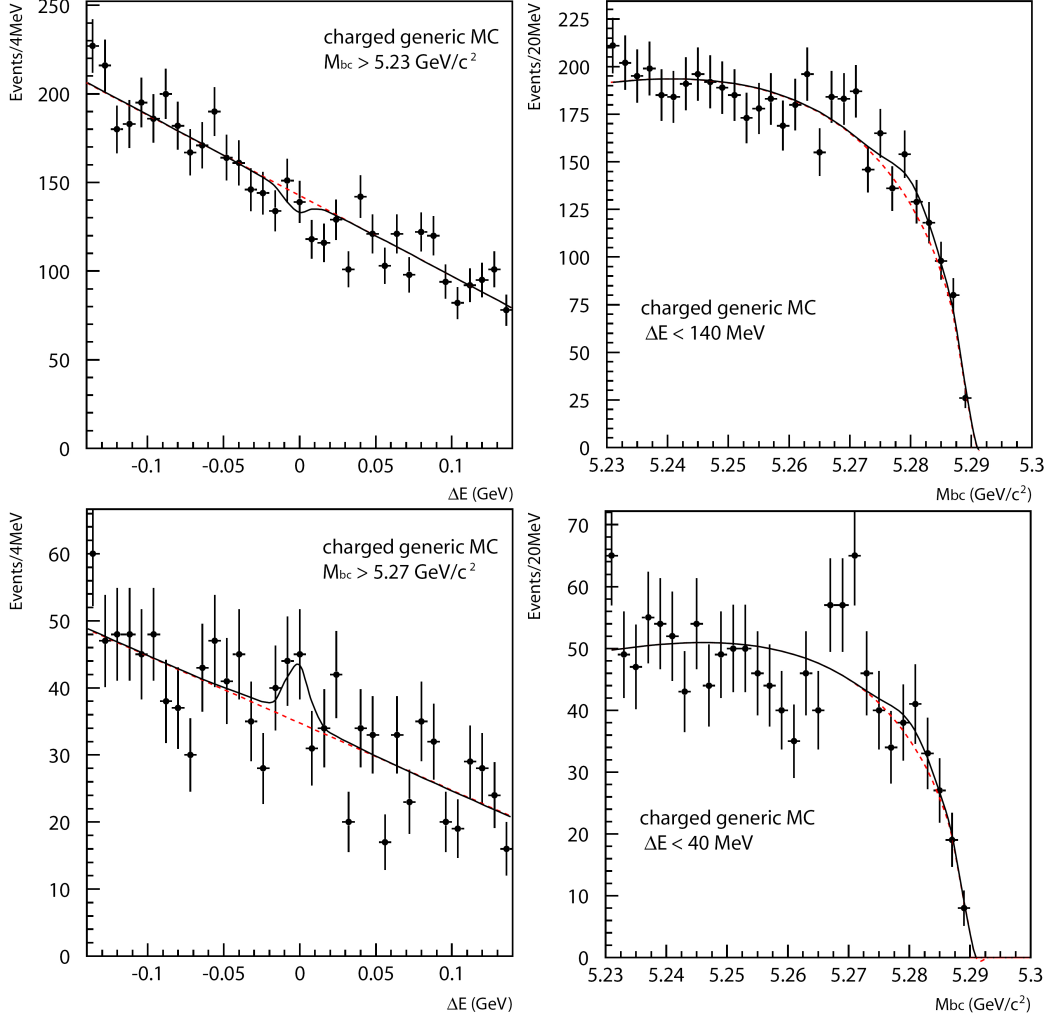 Events/4MeV
250
200
150
100
50
0
charged generic MC
Mbc > 5.23 GeV/c²
-0.1 -0.05 0 0.05 0.1
ΔE (GeV)
Events/20MeV
225
200
175
150
125
100
75
50
25
0
charged generic MC
ΔE < 140 MeV
5.23 5.24 5.25 5.26 5.27 5.28 5.29 5.3
Mbc (GeV/c²)
Events/4MeV
60
50
40
30
20
10
0
charged generic MC
Mbc > 5.27 GeV/c²
-0.1 -0.05 0 0.05 0.1
ΔE (GeV)
Events/20MeV
70
60
50
40
30
20
10
0
charged generic MC
ΔE < 40 MeV
5.23 5.24 5.25 5.26 5.27 5.28 5.29 5.3
Mbc (GeV/c²)